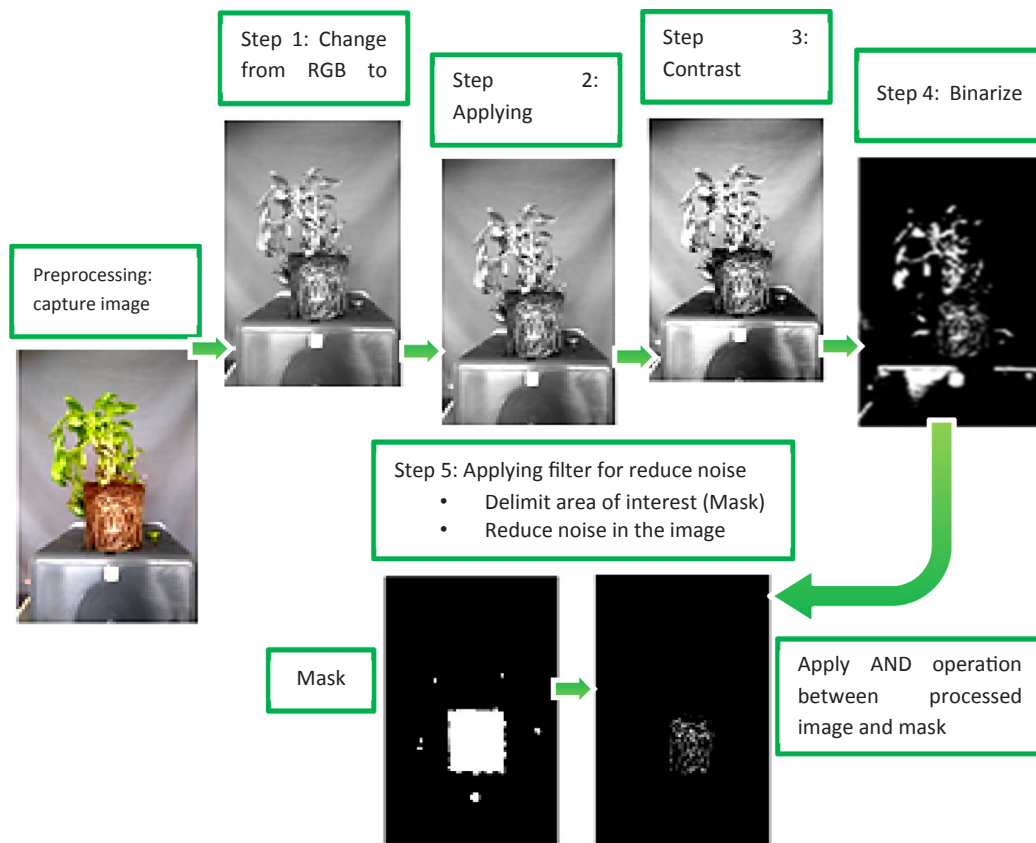 Step 1: Change
from RGB to
Step 2:
Applying
Step 3:
Contrast
Step 4: Binarize
Preprocessing:
capture image
Step 5: Applying filter for reduce noise
• Delimit area of interest (Mask)
• Reduce noise in the image
Mask
Apply AND operation
between processed
image and mask